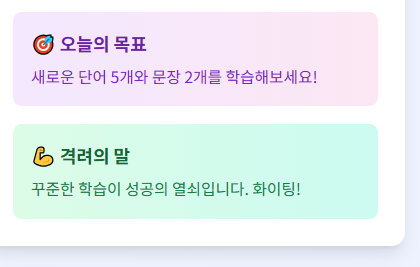 🎯 오늘의 목표
새로운 단어 5개와 문장 2개를 학습해보세요!
💪 격려의 말
꾸준한 학습이 성공의 열쇠입니다. 화이팅!